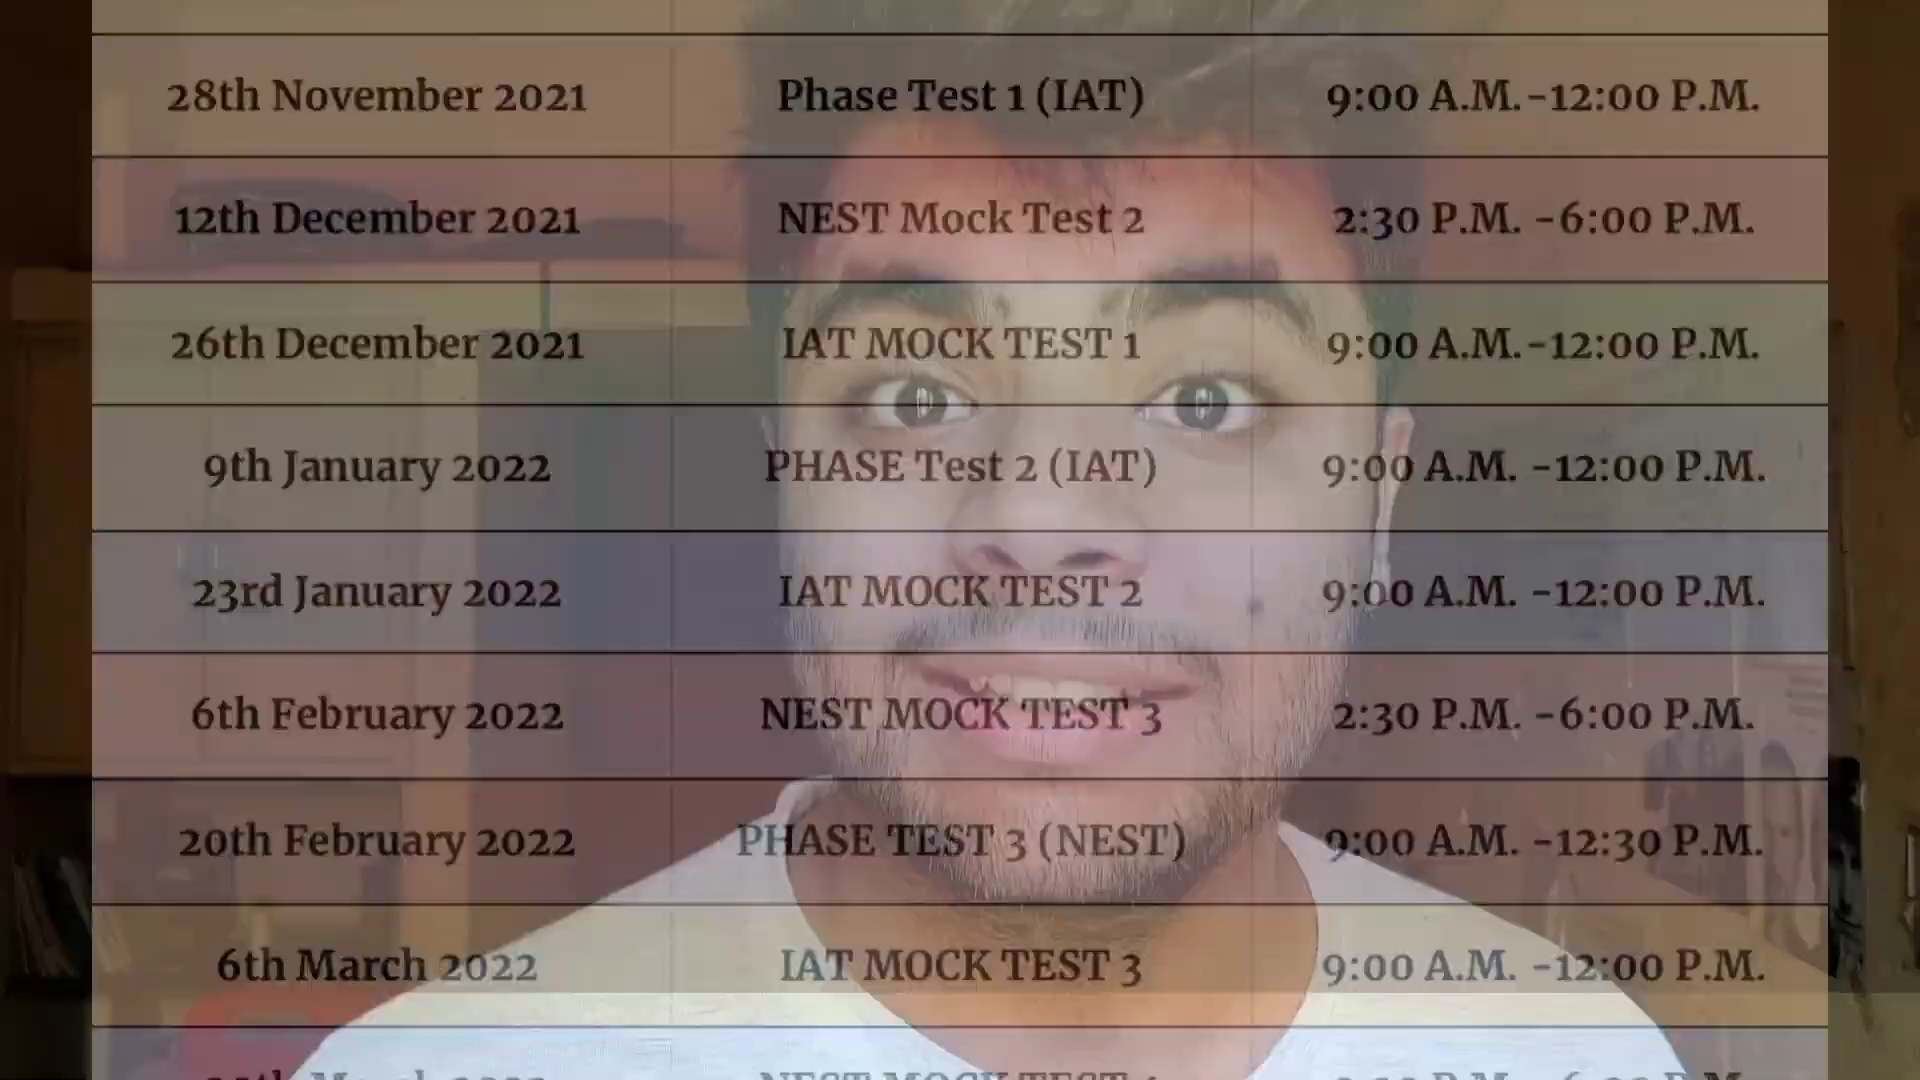 28th November 2021 Phase Test 1 (IAT) 9:00 A.M.-12:00 P.M.
12th December 2021 NEST Mock Test 2 2:30 P.M. -6:00 P.M.
26th December 2021 IAT MOCK TEST 1 9:00 A.M.-12:00 P.M.
9th January 2022 PHASE Test 2 (IAT) 9:00 A.M. -12:00 P.M.
23rd January 2022 IAT MOCK TEST 2 9:00 A.M. -12:00 P.M.
6th February 2022 NEST MOCK TEST 3 2:30 P.M. -6:00 P.M.
20th February 2022 PHASE TEST 3 (NEST) 9:00 A.M. -12:30 P.M.
6th March 2022 IAT MOCK TEST 3 9:00 A.M. -12:00 P.M.
March NEST MOCK TEST